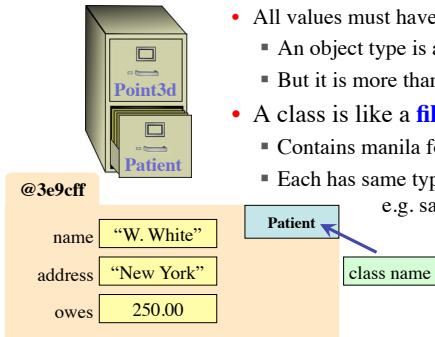 • All values must have
▪ An object type is a
▪ But it is more than
• A class is like a fil
▪ Contains manila fo
▪ Each has same typ
e.g. sa
Point3d
Patient
@3e9cff
Patient
name "W. White"
address "New York"
class name
owes 250.00